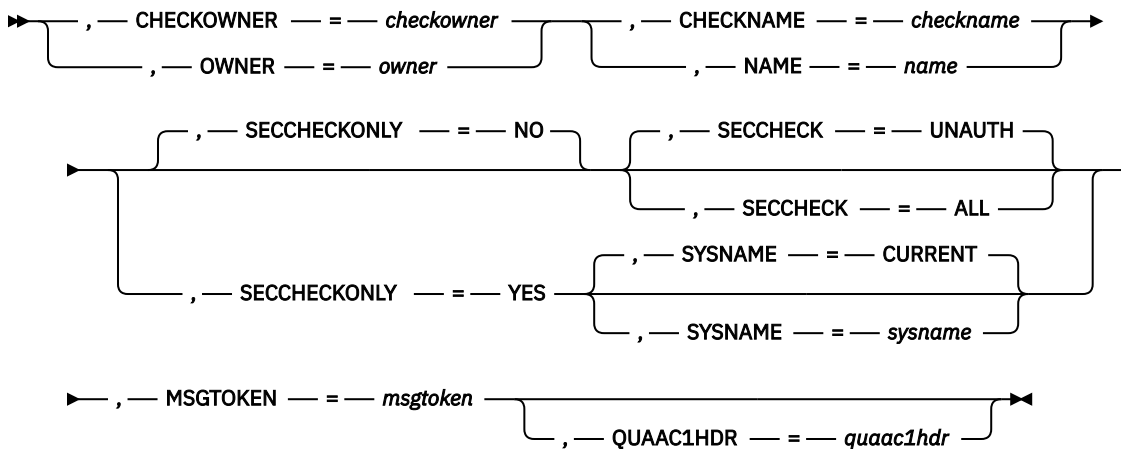 , CHECKOWNER = checkowner , CHECKNAME = checkname
, OWNER = owner , NAME = name
, SECCHECKONLY = NO , SECCHECK = UNAUTH
, SECCHECK = ALL
, SYSNAME = CURRENT
, SECCHECKONLY = YES
, SYSNAME = sysname
, MSGTOKEN = msgtoken
, QUAAC1HDR = quaac1hdr